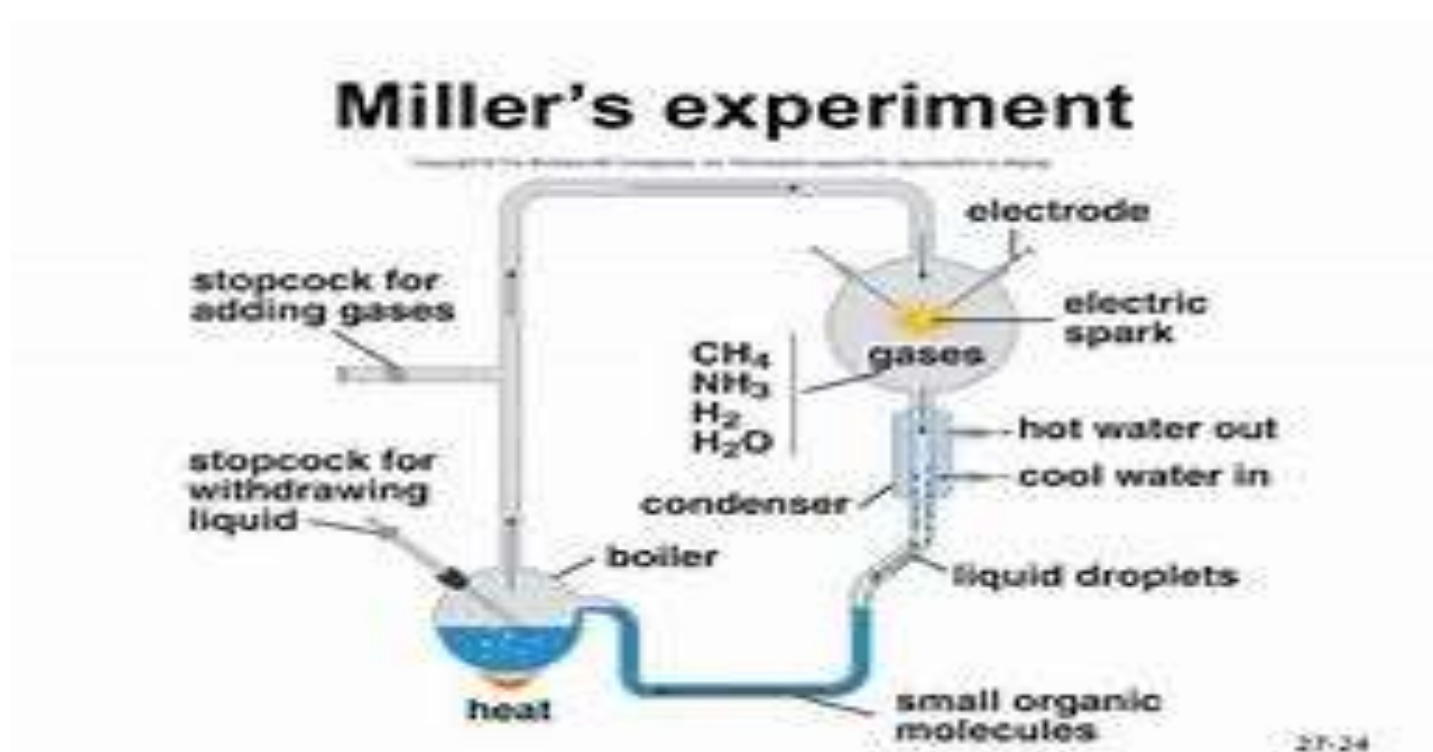 Miller's experiment
electrode
stopcock for
adding gases
electric
spark
gases
CH₄
NH₃
H₂
H₂O
hot water out
cool water in
condenser
stopcock for
withdrawing
liquid
boiler
liquid droplets
heat
small organic
molecules
27-24